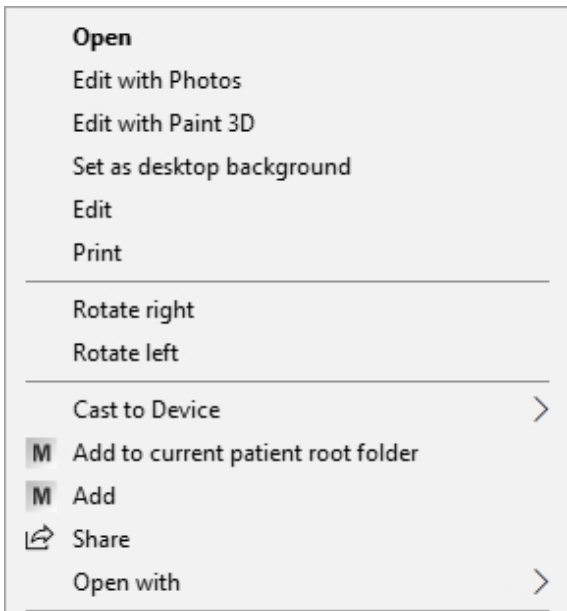 Open
Edit with Photos
Edit with Paint 3D
Set as desktop background
Edit
Print
Rotate right
Rotate left
Cast to Device
M Add to current patient root folder
M Add
Share
Open with